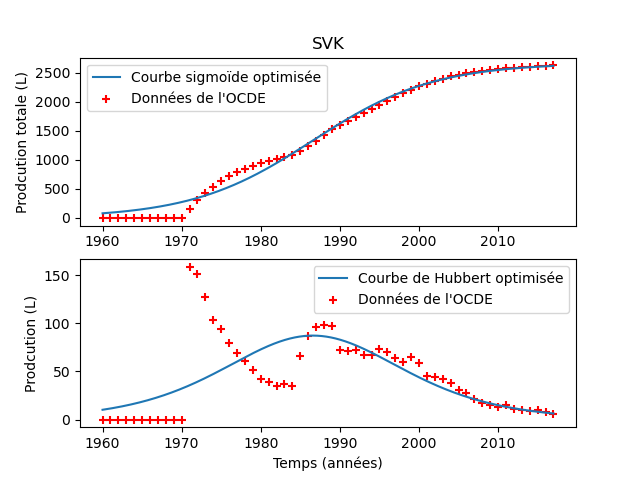 SVK
Prodcution totale (L)
2500
2000
1500
1000
500
0
Courbe sigmoïde optimisée
Données de l'OCDE
1960 1970 1980 1990 2000 2010
Prodcution (L)
150
100
50
0
Courbe de Hubbert optimisée
Données de l'OCDE
1960 1970 1980 1990 2000 2010
Temps (années)